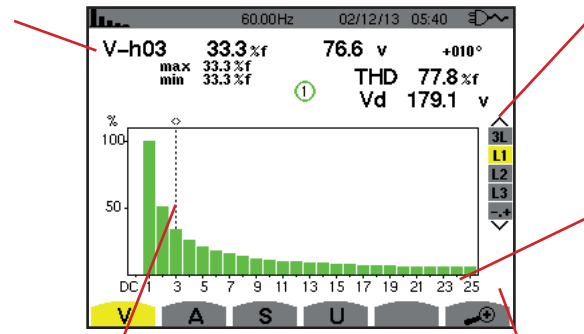 60.00Hz 02/12/13 05:40
V-h03 33.3 %f 76.6 V +010°
max 33.3 %f
min 33.3 %f
1
THD 77.8 %f
Vd 179.1 V
%
100
50
DC 1 3 5 7 9 11 13 15 17 19 21 23 25
3L
L1
L2
L3
-.+
V A S U